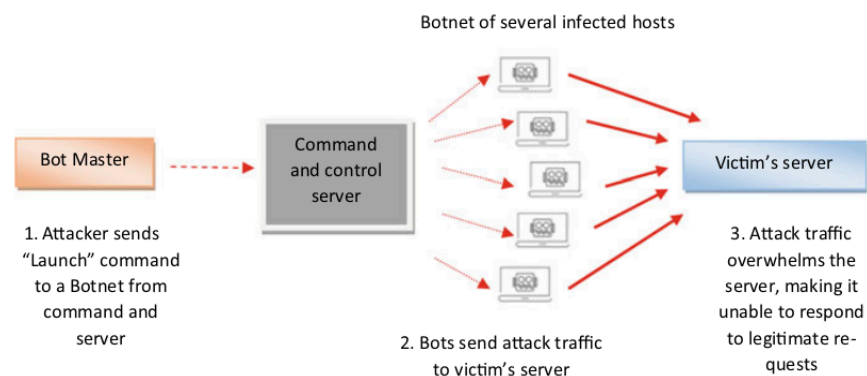 Botnet of several infected hosts
Bot Master
Command
and control
server
Victim's server
1. Attacker sends
“Launch” command
to a Botnet from
command and
server
2. Bots send attack traffic
to victim's server
3. Attack traffic
overwhelms the
server, making it
unable to respond
to legitimate re-
quests